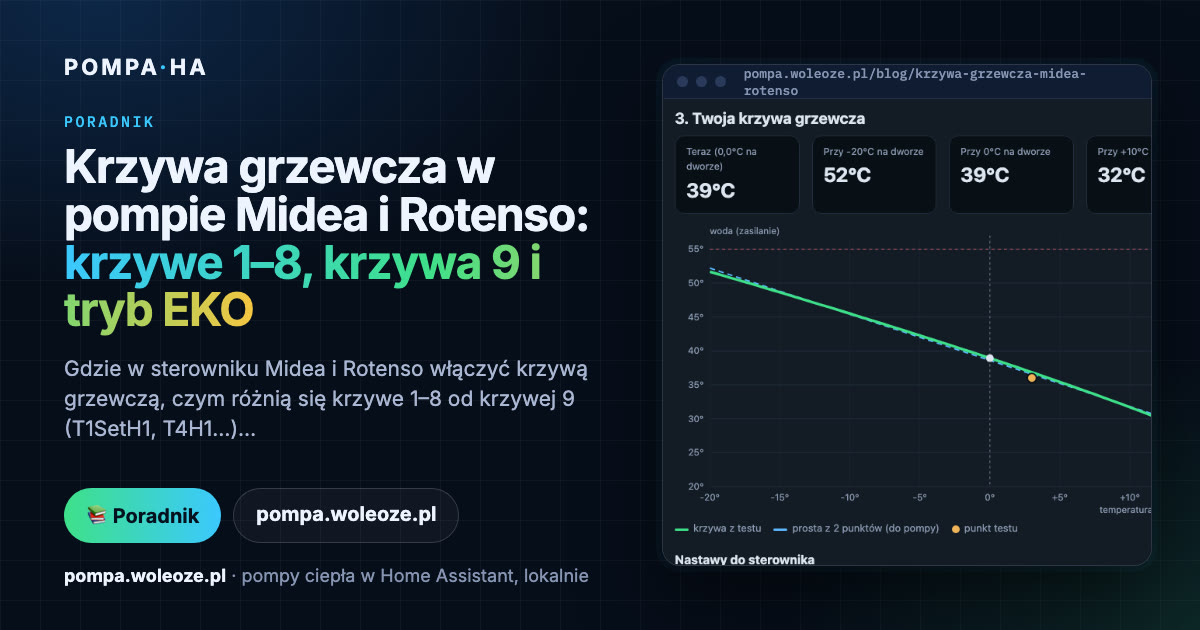 POMPA·HA
PORADNIK
Krzywa grzewcza w
pompie Midea i Rotenso:
krzywe 1–8, krzywa 9 i
tryb EKO
Gdzie w sterowniku Midea i Rotenso włączyć krzywą
grzewczą, czym różnią się krzywe 1–8 od krzywej 9
(T1SetH1, T4H1…)…
📚 Poradnik
pompa.woleoze.pl
pompa.woleoze.pl · pompy ciepła w Home Assistant, lokalnie
pompa.woleoze.pl/blog/krzywa-grzewcza-midea-
rotenso
3. Twoja krzywa grzewcza
Teraz (0,0°C na
dworze)
39°C
Przy -20°C na dworze
52°C
Przy 0°C na dworze
39°C
Przy +10°C
32°C
woda (zasilanie)
55°
50°
45°
40°
35°
30°
25°
20°
-20°
-15°
-10°
-5°
0°
+5°
+10°
temperatura
krzywa z testu
prosta z 2 punktów (do pompy)
punkt testu
Nastawy do sterownika